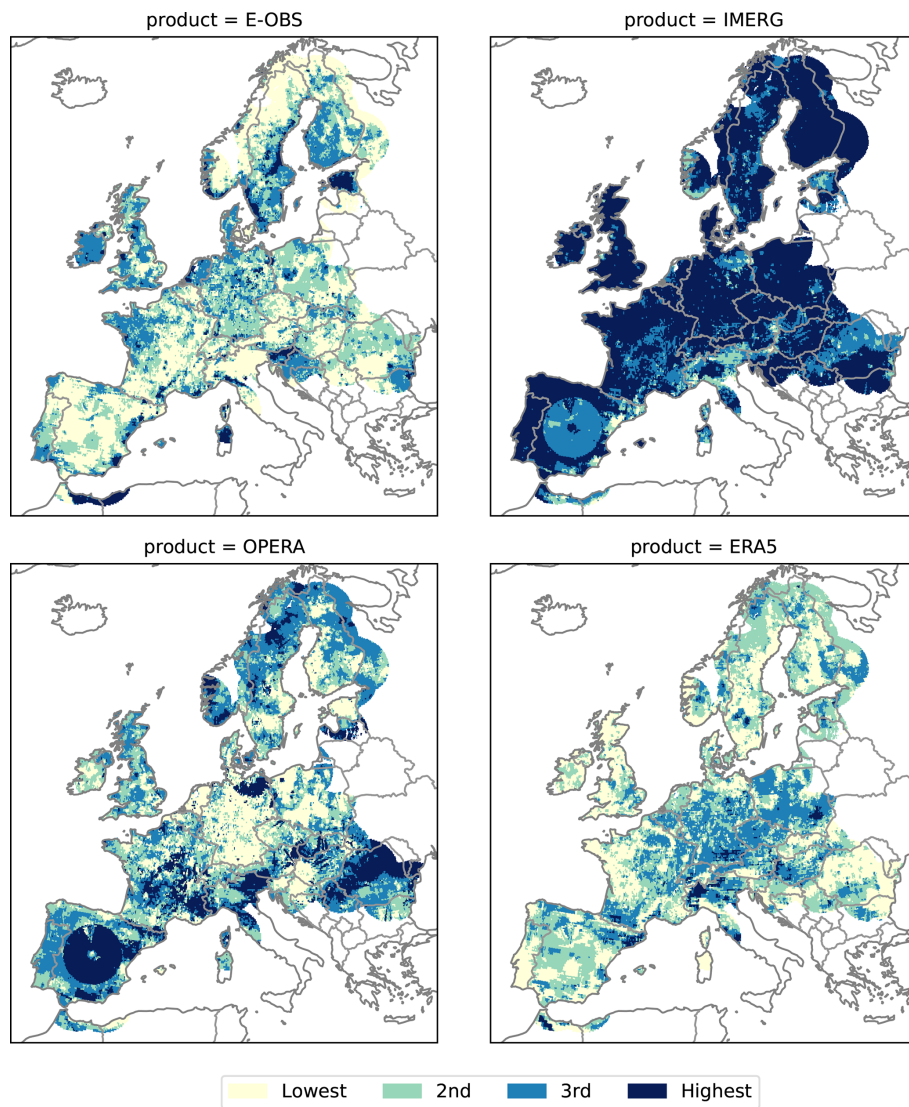 product = E-OBS
product = IMERG
product = OPERA
product = ERA5
Lowest 2nd 3rd Highest